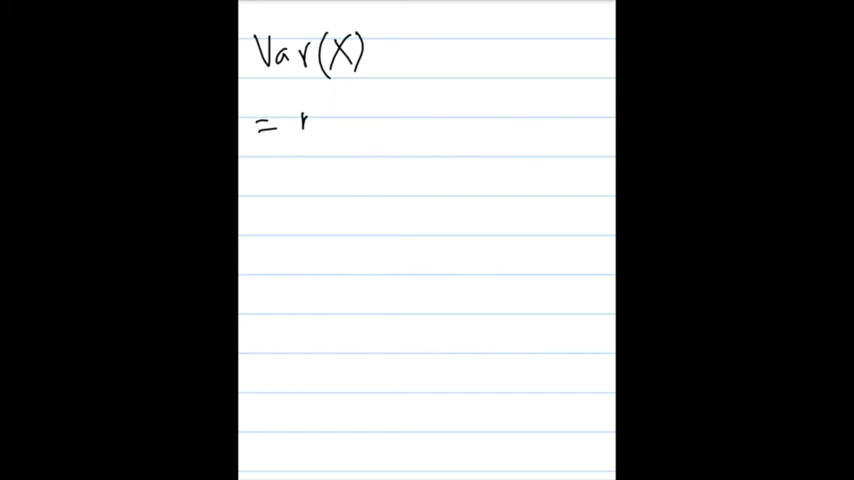 Var(X)
=